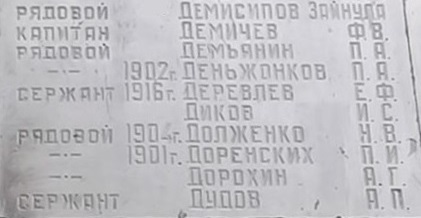 РЯДОВОЙ ДЕМИСИПОВ ЗАЙНУЛА
КАПИТАН ДЕМИЧЕВ Ф.В.
РЯДОВОЙ ДЕМЬЯНИН П.А.
-"- 1902г. ДЕНЬЖОНКОВ П.А.
СЕРЖАНТ 1916г. ДЕРЕВЛЕВ Е.Ф.
ДИКОВ И.С.
РЯДОВОЙ 1904г. ДОЛЖЕНКО Н.В.
-"- 1901г. ДОРЕНСКИХ П.И.
-"- ДОРОХИН А.Г.
СЕРЖАНТ ДУДОВ А.П.